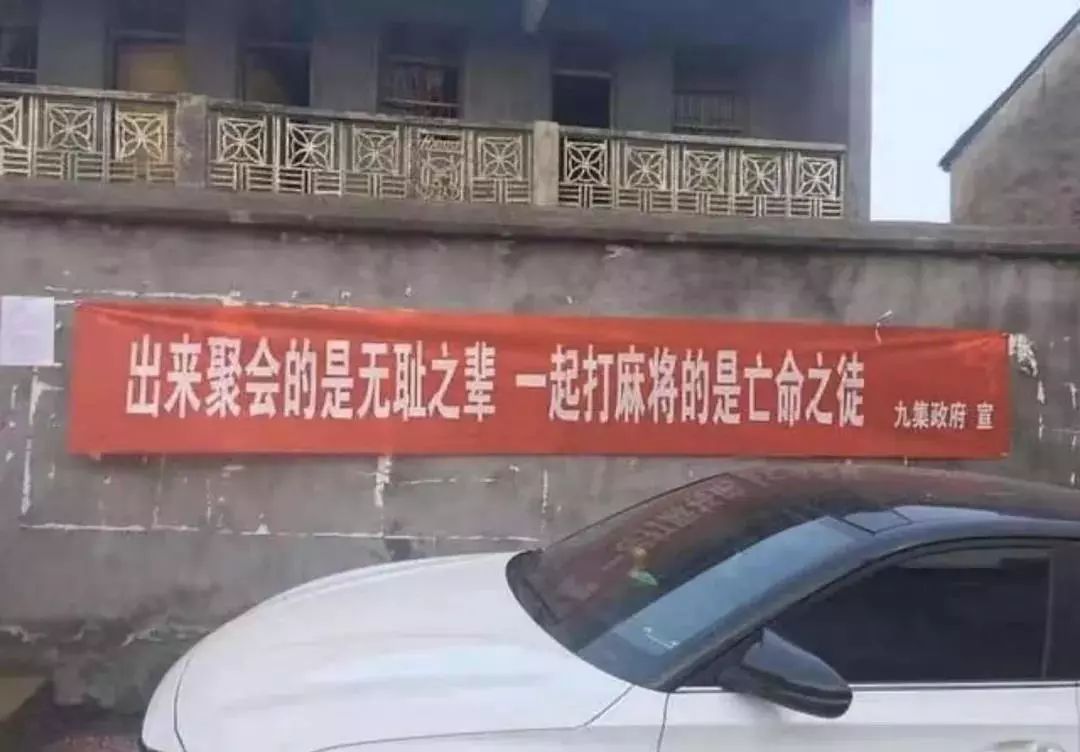 出来聚会的是无耻之辈 一起打麻将的是亡命之徒 九集政府 宣